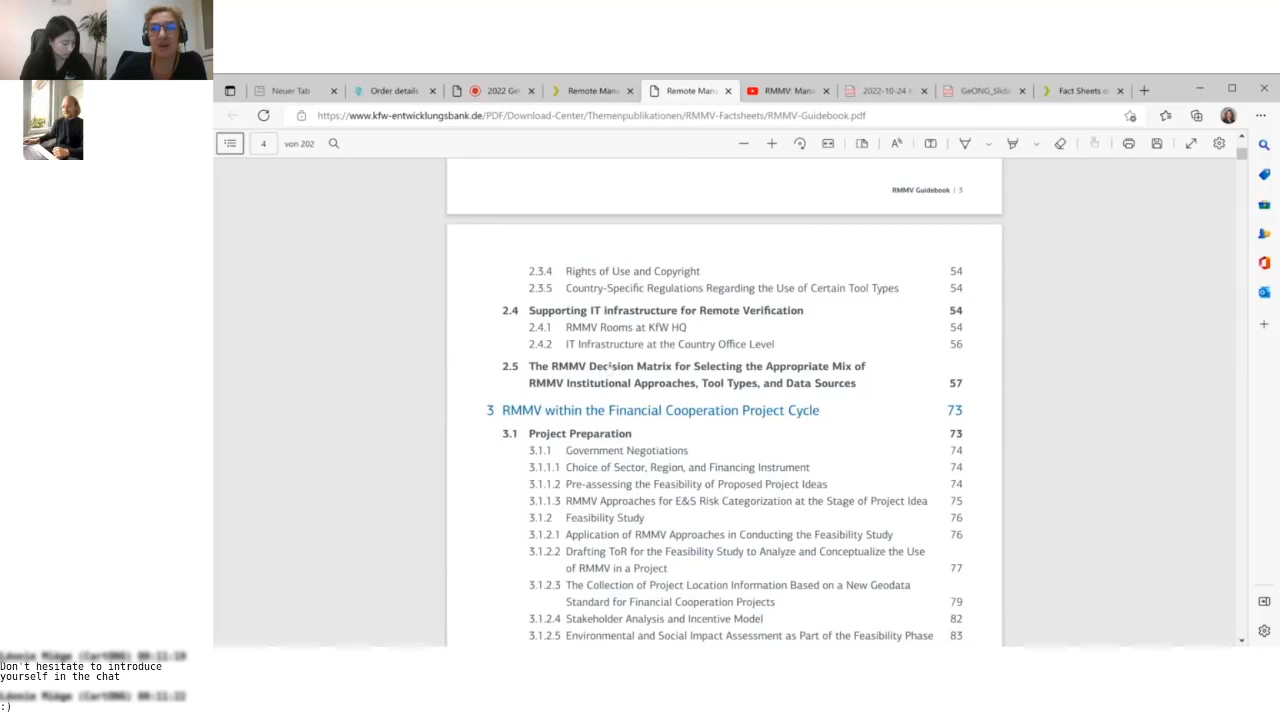 Neuer Tab
Order details
2022 Ge
Remote Mana
Remote Mana
RMMV: Mana
2022-10-24 t
GeONG_Slid
Fact Sheets o
https://www.kfw-entwicklungsbank.de/PDF/Download-Center/Themenpublikationen/RMMV-Factsheets/RMMV-Guidebook.pdf
4 von 202
RMMV Guidebook | 3
2.3.4 Rights of Use and Copyright 54
2.3.5 Country-Specific Regulations Regarding the Use of Certain Tool Types 54
2.4 Supporting IT infrastructure for Remote Verification 54
2.4.1 RMMV Rooms at KfW HQ 54
2.4.2 IT Infrastructure at the Country Office Level 56
2.5 The RMMV Decision Matrix for Selecting the Appropriate Mix of
RMMV Institutional Approaches, Tool Types, and Data Sources 57
3 RMMV within the Financial Cooperation Project Cycle 73
3.1 Project Preparation 73
3.1.1 Government Negotiations 74
3.1.1.1 Choice of Sector, Region, and Financing Instrument 74
3.1.1.2 Pre-assessing the Feasibility of Proposed Project Ideas 74
3.1.1.3 RMMV Approaches for E&S Risk Categorization at the Stage of Project Idea 75
3.1.2 Feasibility Study 76
3.1.2.1 Application of RMMV Approaches in Conducting the Feasibility Study 76
3.1.2.2 Drafting ToR for the Feasibility Study to Analyze and Conceptualize the Use
of RMMV in a Project 77
3.1.2.3 The Collection of Project Location Information Based on a New Geodata
Standard for Financial Cooperation Projects 79
3.1.2.4 Stakeholder Analysis and Incentive Model 82
3.1.2.5 Environmental and Social Impact Assessment as Part of the Feasibility Phase 83
Don't hesitate to introduce
yourself in the chat
:)